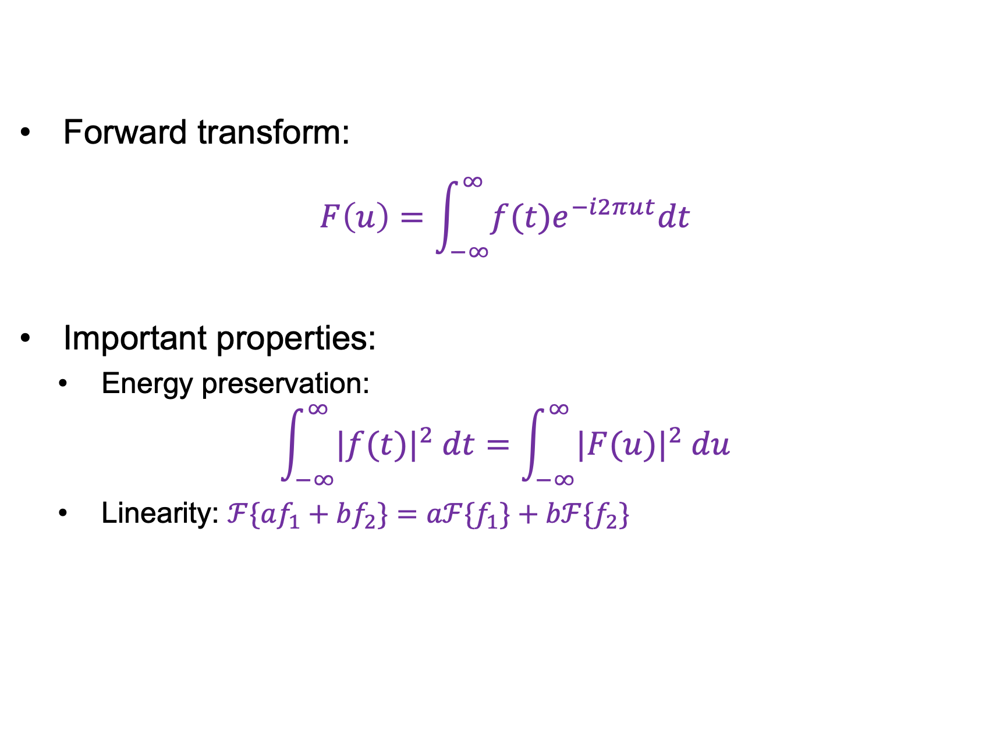 • Forward transform:
F(u) = ∫_{−∞}^{∞} f(t)e^{−i2πut} dt
• Important properties:
• Energy preservation:
∫_{−∞}^{∞} |f(t)|² dt = ∫_{−∞}^{∞} |F(u)|² du
• Linearity: ℱ{af₁ + bf₂} = aℱ{f₁} + bℱ{f₂}